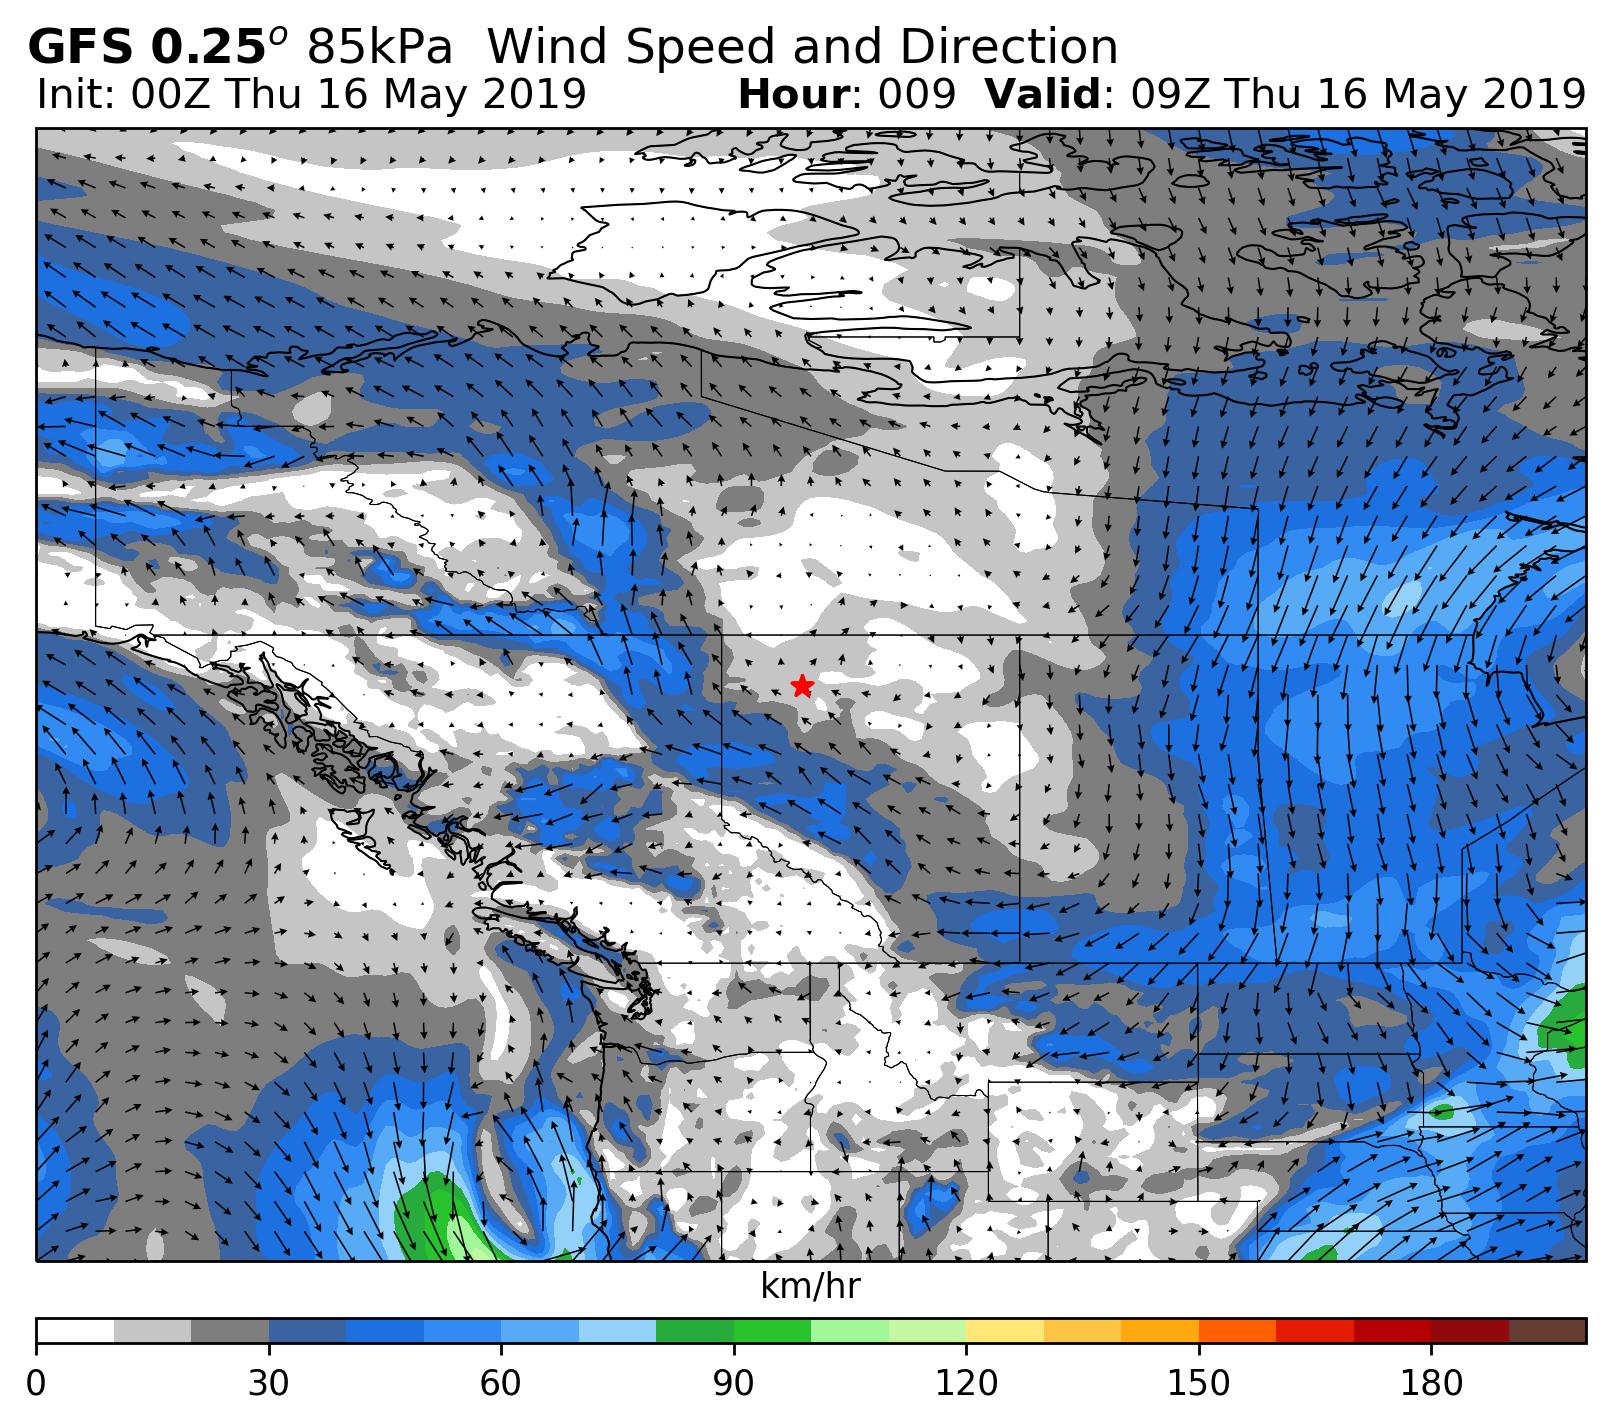 GFS 0.25° 85kPa Wind Speed and Direction
Init: 00Z Thu 16 May 2019 Hour: 009 Valid: 09Z Thu 16 May 2019
km/hr
0 30 60 90 120 150 180